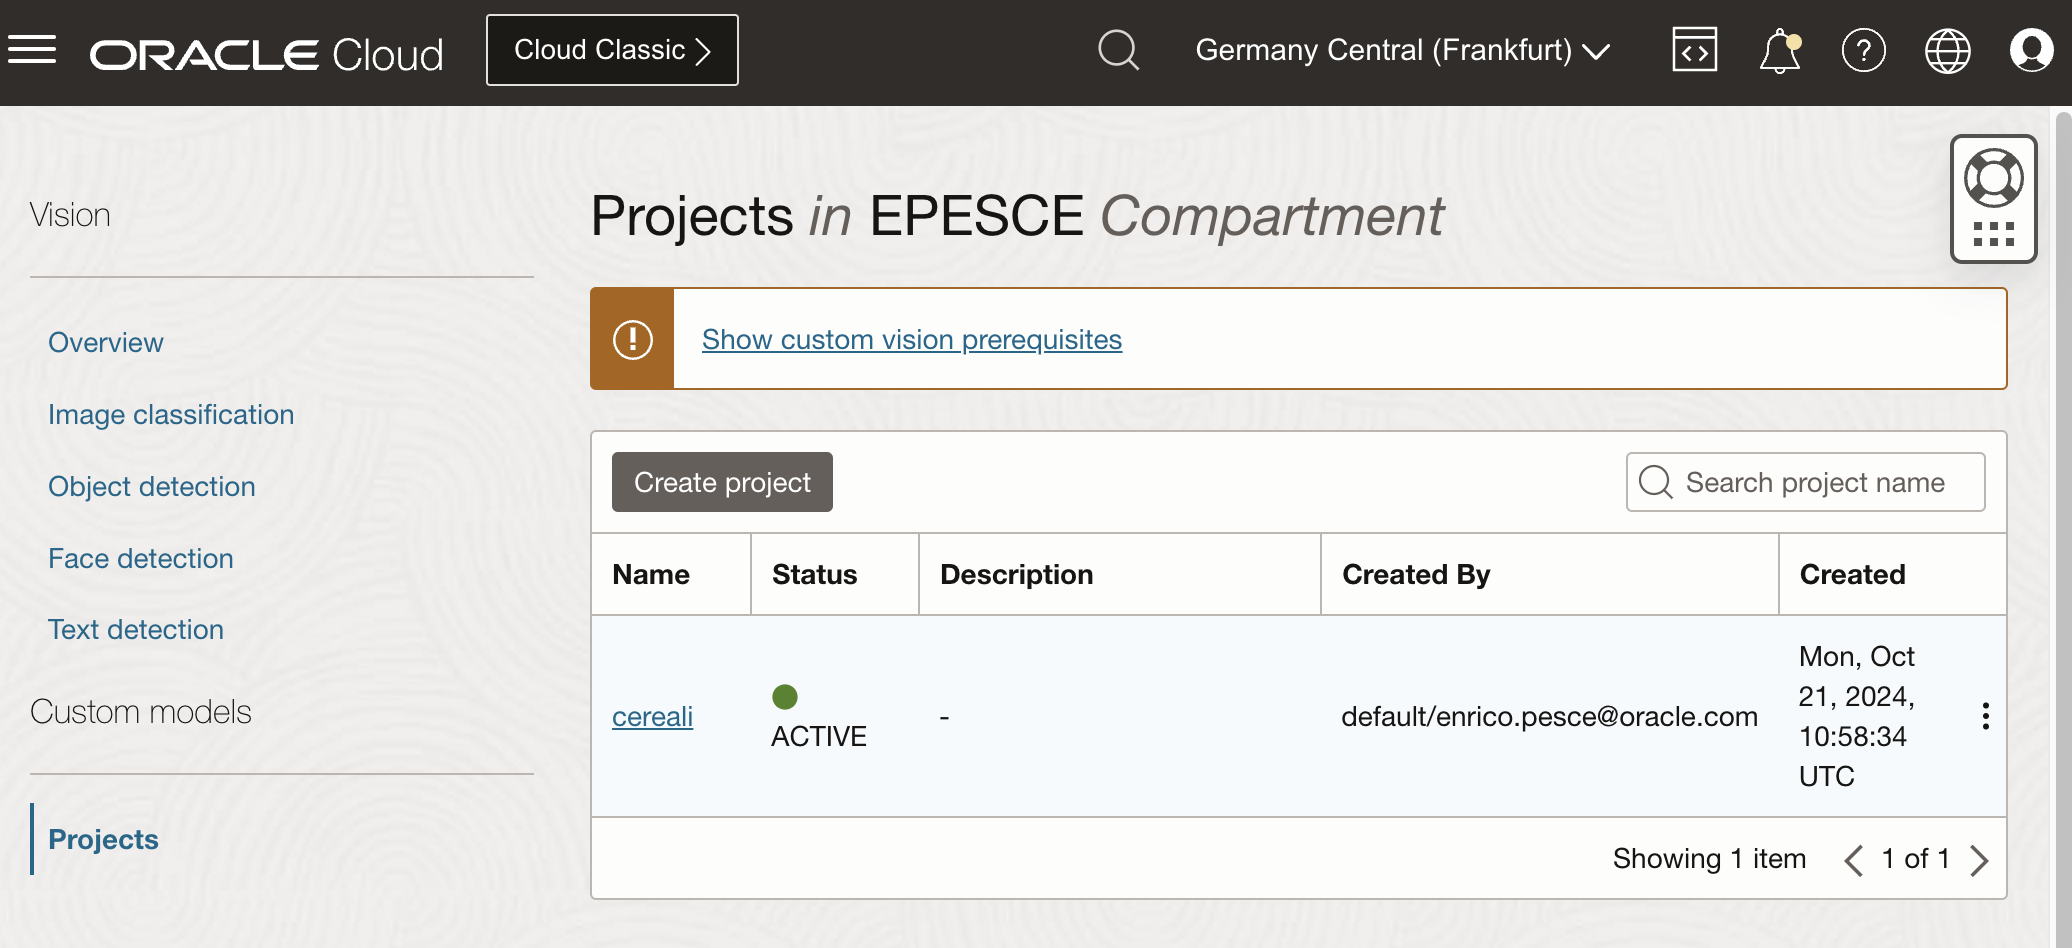 ORACLE Cloud
Cloud Classic
Germany Central (Frankfurt)
Vision
Overview
Image classification
Object detection
Face detection
Text detection
Custom models
Projects
Projects in EPESCE Compartment
Show custom vision prerequisites
Create project
Search project name
Name Status Description Created By Created
cereali
ACTIVE
-
default/enrico.pesce@oracle.com
Mon, Oct
21, 2024,
10:58:34
UTC
Showing 1 item 1 of 1